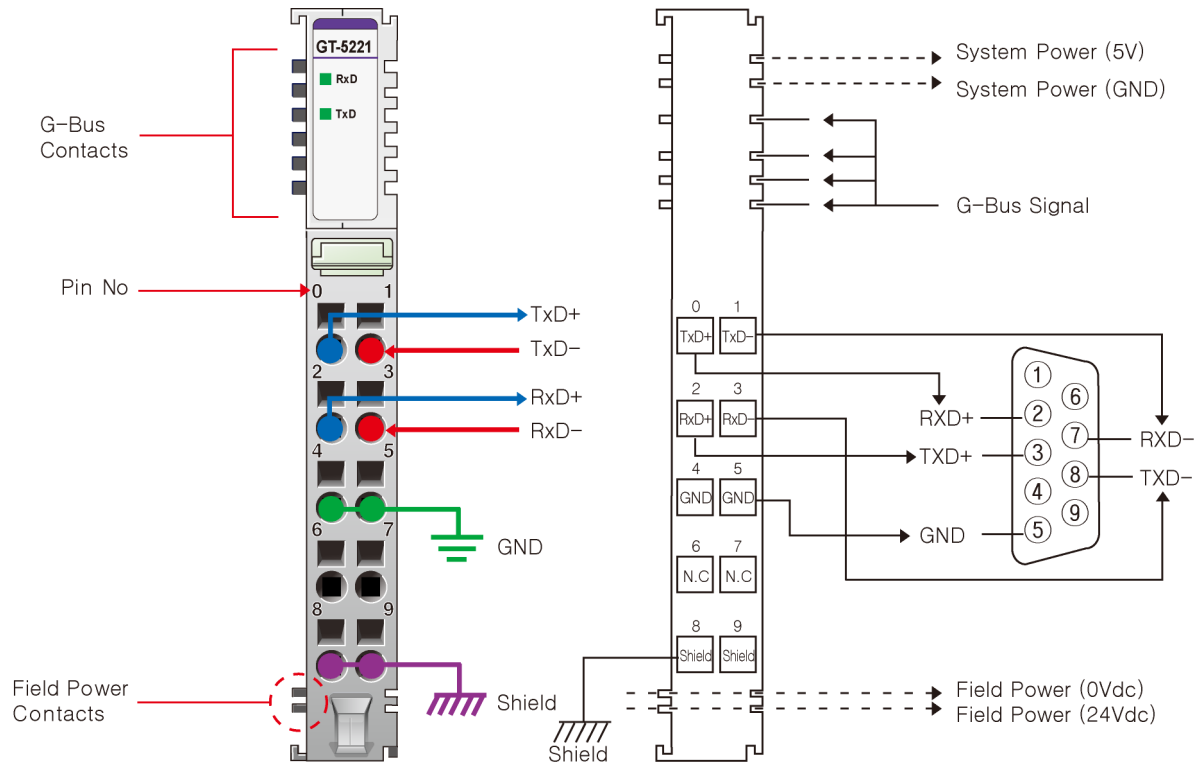 GT-5221
RxD
TxD
G-Bus
Contacts
Pin No
0 1
TxD+
TxD-
2 3
RxD+
RxD-
4 5
6 7
GND
8 9
Field Power
Contacts
Shield
System Power (5V)
System Power (GND)
G-Bus Signal
0 1
TxD+ TxD-
2 3
RxD+ RxD-
4 5
GND GND
6 7
N.C N.C
8 9
Shield Shield
Shield
RXD+
TXD+
GND
1
2
3
4
5
6
7
8
9
RXD-
TXD-
Field Power (0Vdc)
Field Power (24Vdc)